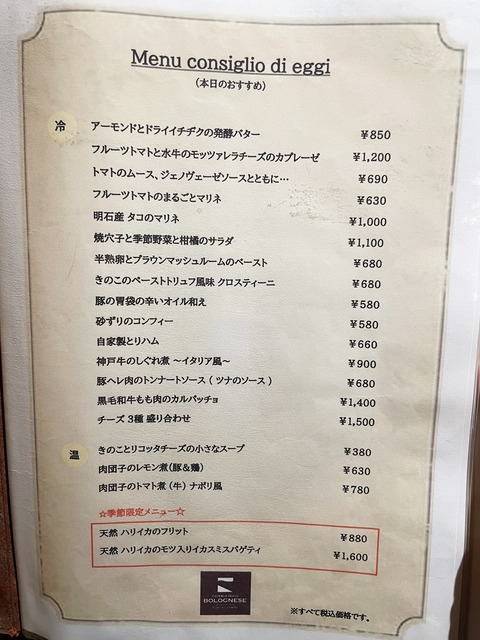 Menu consiglio di eggi
(本日のおすすめ)
冷
アーモンドとドライイチヂクの発酵バター ¥850
フルーツトマトと水牛のモッツァレラチーズのカプレーゼ ¥1,200
トマトのムース、ジェノヴェーゼソースとともに… ¥690
フルーツトマトのまるごとマリネ ¥630
明石産 タコのマリネ ¥1,000
焼穴子と季節野菜と柑橘のサラダ ¥1,100
半熟卵とブラウンマッシュルームのペースト ¥680
きのこのペーストトリュフ風味 クロスティーニ ¥680
豚の胃袋の辛いオイル和え ¥580
砂ずりのコンフィー ¥580
自家製とりハム ¥660
神戸牛のしぐれ煮 ～イタリア風～ ¥900
豚ヘレ肉のトンナートソース ( ツナのソース ) ¥680
黒毛和牛もも肉のカルパッチョ ¥1,400
チーズ 3種 盛り合わせ ¥1,500
温
きのことリコッタチーズの小さなスープ ¥380
肉団子のレモン煮(豚&鶏) ¥630
肉団子のトマト煮 (牛) ナポリ風 ¥780
☆季節限定メニュー☆
天然 ハリイカのフリット ¥880
天然 ハリイカのモツ入りイカスミスパゲティ ¥1,600
BOLOGNESE
※すべて税込価格です。